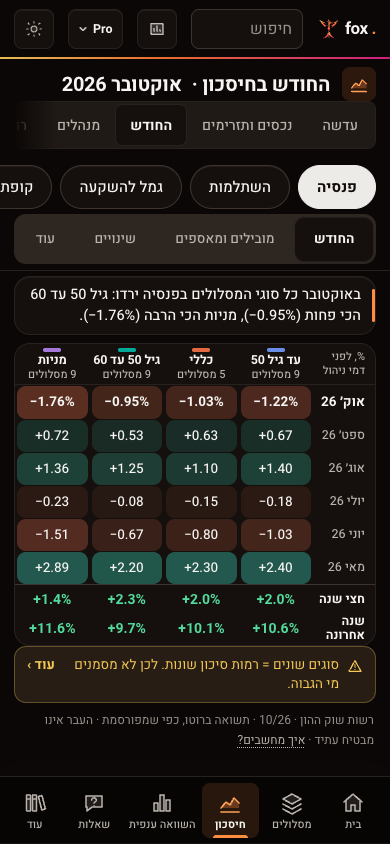 fox.
חיפוש
Pro
החודש בחיסכון · אוקטובר 2026
עדשה
נכסים ותזרימים
החודש
מנהלים
פנסיה
השתלמות
גמל להשקעה
קופת
החודש
מובילים ומאספים
שינויים
עוד
באוקטובר כל סוגי המסלולים בפנסיה ירדו: גיל 50 עד 60
הכי פחות (−0.95%), מניות הכי הרבה (−1.76%).
%, לפני דמי ניהול
עד גיל 50 9 מסלולים
כללי 5 מסלולים
גיל 50 עד 60 9 מסלולים
מניות 9 מסלולים
אוק׳ 26 −1.22% −1.03% −0.95% −1.76%
ספט׳ 26 +0.67 +0.63 +0.53 +0.72
אוג׳ 26 +1.40 +1.10 +1.25 +1.36
יולי 26 −0.18 −0.15 −0.08 −0.23
יוני 26 −1.03 −0.80 −0.67 −1.51
מאי 26 +2.40 +2.30 +2.20 +2.89
חצי שנה +2.0% +2.0% +2.3% +1.4%
שנה אחרונה +10.6% +10.1% +9.7% +11.6%
סוגים שונים = רמות סיכון שונות. לכן לא מסמנים
מי הגבוה.
עוד ›
רשות שוק ההון · 10/26 · תשואה ברוטו, כפי שמפורסמת · העבר אינו
מבטיח עתיד · איך מחשבים?
בית
מסלולים
חיסכון
השוואה ענפית
שאלות
עוד